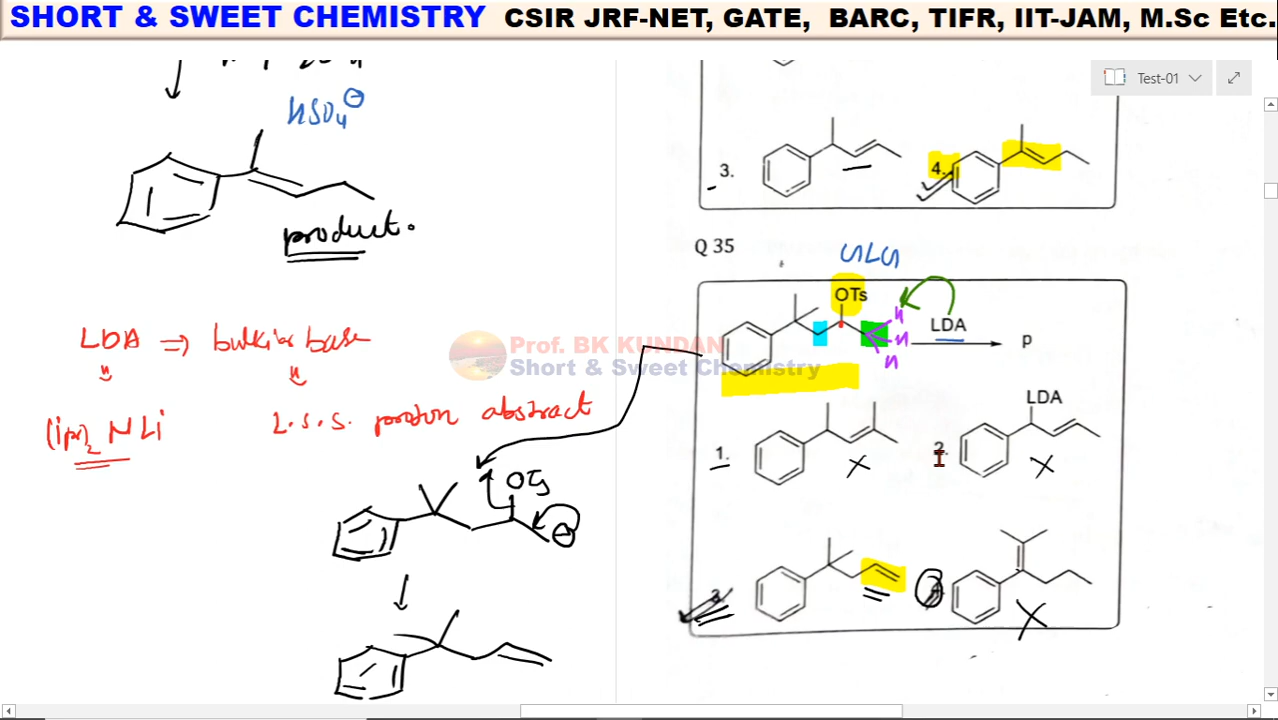 SHORT & SWEET CHEMISTRY CSIR JRF-NET, GATE, BARC, TIFR, IIT-JAM, M.Sc Etc.
Test-01
HSO4⊖
product.
LDA ⇒ bulkier base
(ipr)2 NLi
L.S.S. proton abstract
OTs
⊖
3.
4.
Q 35
SLS
OTs
H
H
H
LDA
p
Prof. BK KUNDAN
Short & Sweet Chemistry
1.
2.
LDA
3.